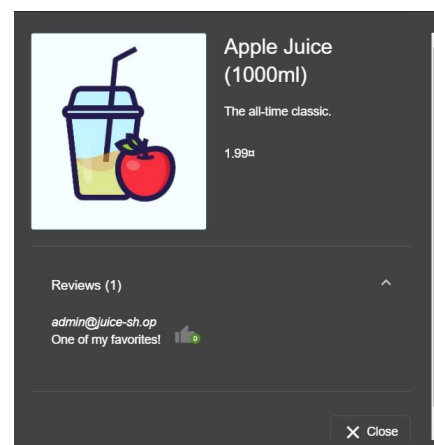 Apple Juice
(1000ml)
The all-time classic.
1.99¤
Reviews (1)
admin@juice-sh.op
One of my favorites!
0
Close